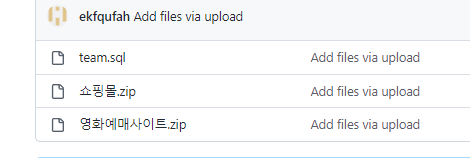 ekfqufah Add files via upload
team.sql Add files via upload
쇼핑몰.zip Add files via upload
영화예매사이트.zip Add files via upload